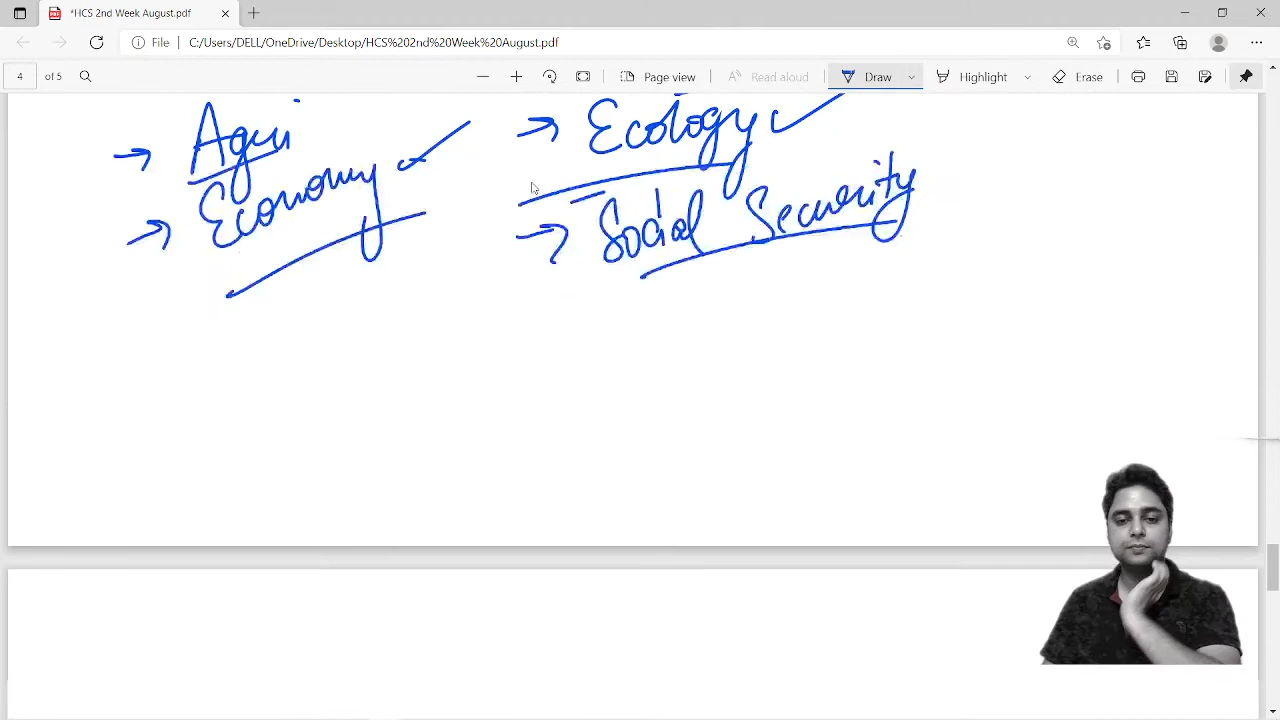 *HCS 2nd Week August.pdf
File | C:/Users/DELL/OneDrive/Desktop/HCS%202nd%20Week%20August.pdf
4 of 5 Page view Read aloud Draw Highlight Erase
→ Agri → Ecology ✓
→ Economy ✓ → Social Security